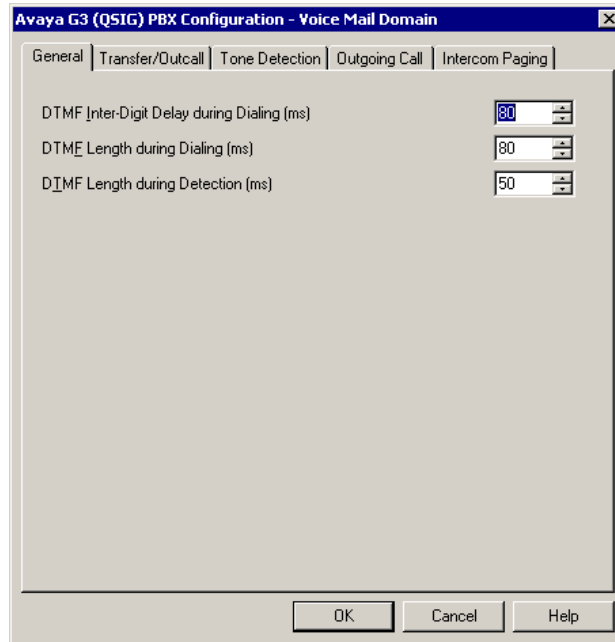 Avaya G3 (QSIG) PBX Configuration - Voice Mail Domain
General Transfer/Outcall Tone Detection Outgoing Call Intercom Paging
DTMF Inter-Digit Delay during Dialing (ms) 80
DTMF Length during Dialing (ms) 80
DTMF Length during Detection (ms) 50
OK Cancel Help